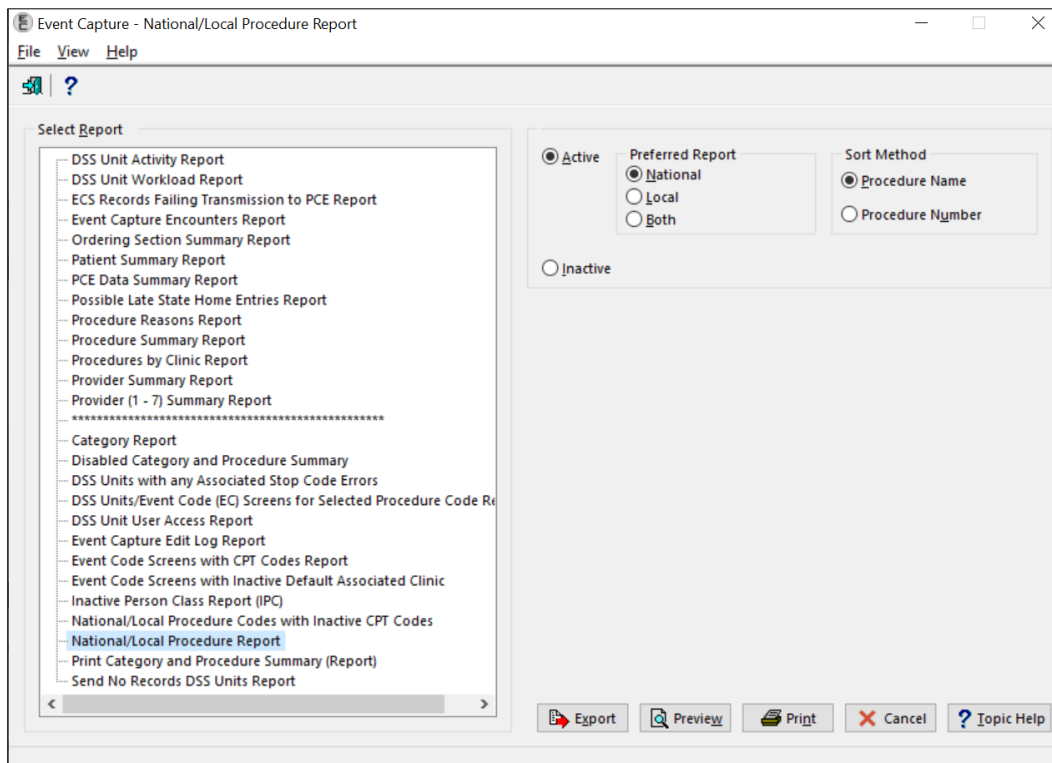 Event Capture - National/Local Procedure Report
File View Help
Select Report
DSS Unit Activity Report
DSS Unit Workload Report
ECS Records Failing Transmission to PCE Report
Event Capture Encounters Report
Ordering Section Summary Report
Patient Summary Report
PCE Data Summary Report
Possible Late State Home Entries Report
Procedure Reasons Report
Procedure Summary Report
Procedures by Clinic Report
Provider Summary Report
Provider (1 - 7) Summary Report
**************************************************
Category Report
Disabled Category and Procedure Summary
DSS Units with any Associated Stop Code Errors
DSS Units/Event Code (EC) Screens for Selected Procedure Code Re
DSS Unit User Access Report
Event Capture Edit Log Report
Event Code Screens with CPT Codes Report
Event Code Screens with Inactive Default Associated Clinic
Inactive Person Class Report (IPC)
National/Local Procedure Codes with Inactive CPT Codes
National/Local Procedure Report
Print Category and Procedure Summary (Report)
Send No Records DSS Units Report
Active
Preferred Report
National
Local
Both
Sort Method
Procedure Name
Procedure Number
Inactive
Export Preview Print Cancel ? Topic Help